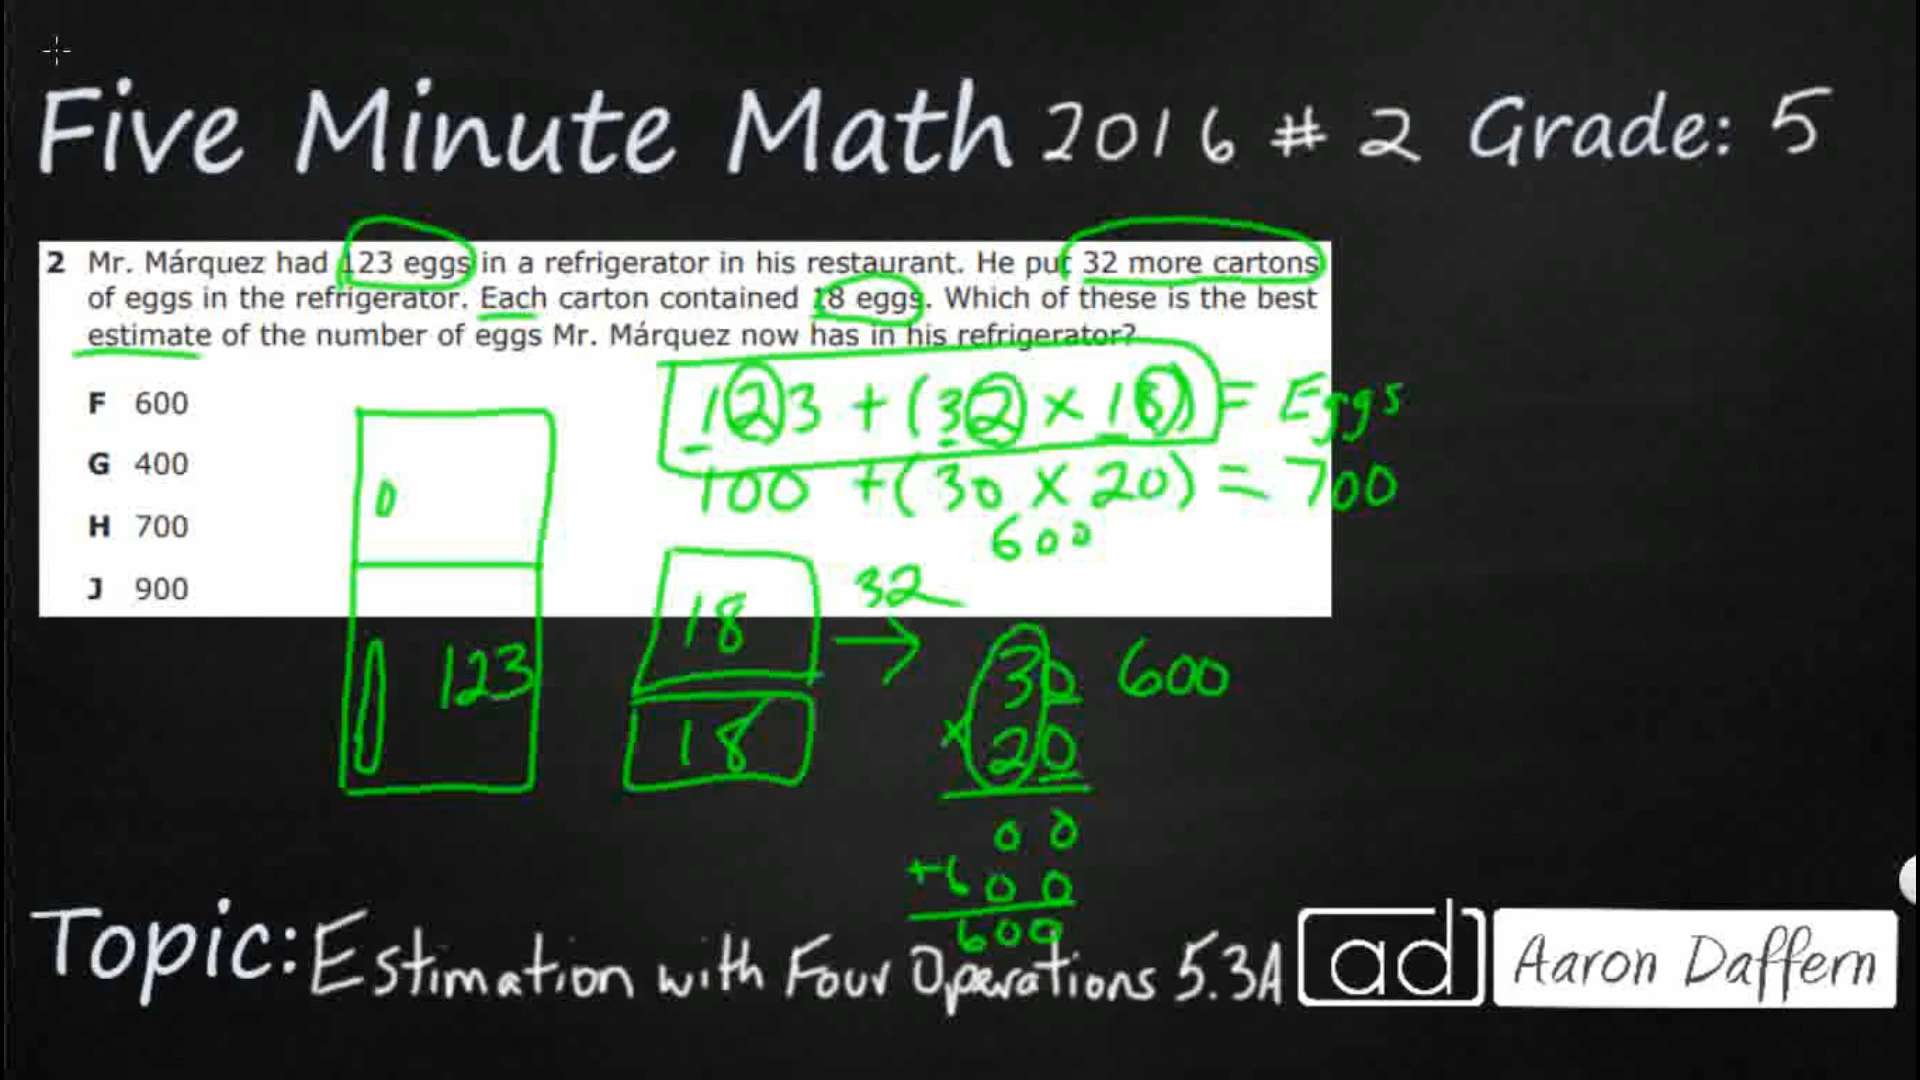 Five Minute Math 2016 # 2 Grade: 5
2 Mr. Márquez had 123 eggs in a refrigerator in his restaurant. He put 32 more cartons
of eggs in the refrigerator. Each carton contained 18 eggs. Which of these is the best
estimate of the number of eggs Mr. Márquez now has in his refrigerator?
F 600
G 400
H 700
J 900
123 + (32 x 18) = Eggs
100 + (30 x 20) = 700
600
123
18
18
32
30 600
x 20
00
+600
600
Topic: Estimation with Four Operations 5.3A
ad Aaron Daffern